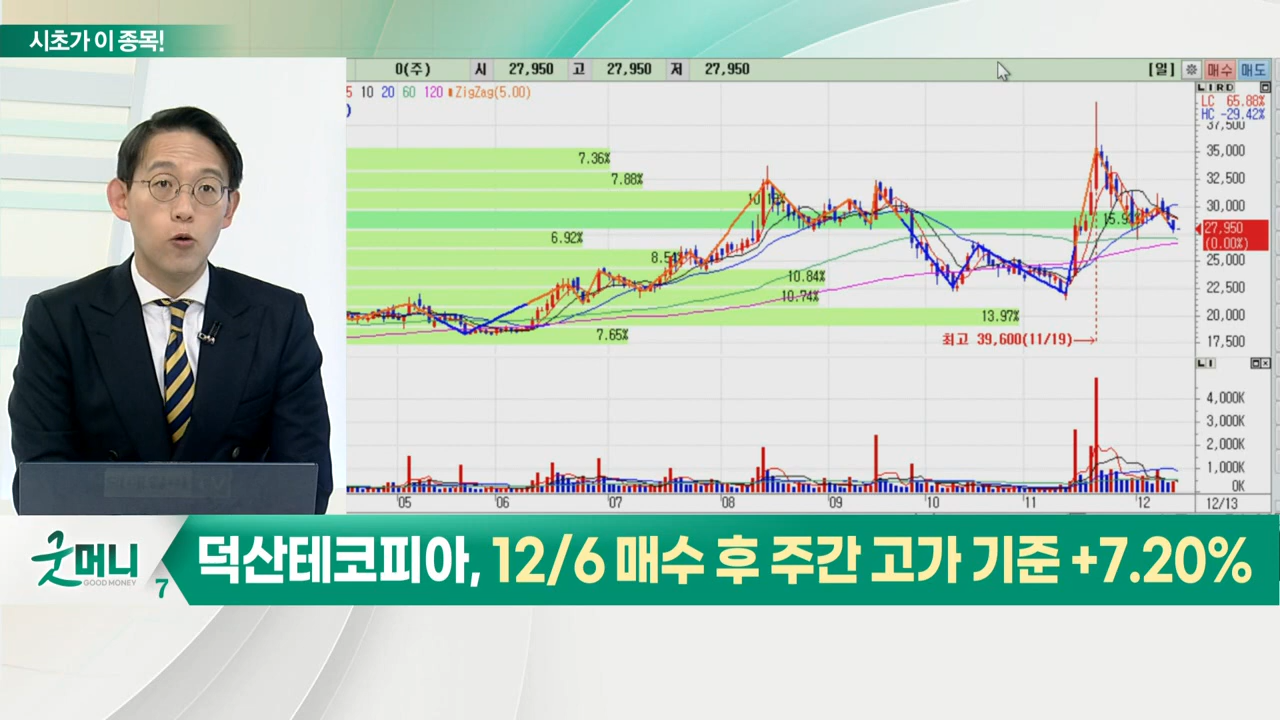 시초가 이 종목!
0(주) 시 27,950 고 27,950 저 27,950 [일] 매수 매도
5 10 20 60 120 ZigZag(5.00)
L I R D
LC 65.88%
HC -29.42%
37,500
7.36%
35,000
7.88%
32,500
30,000
15.9
27,950
(0.00%)
6.92%
8.54%
25,000
10.84%
10.74%
22,500
13.97%
20,000
7.65%
최고 39,600(11/19)
17,500
L I
4,000K
3,000K
2,000K
1,000K
0K
05 06 07 08 09 10 11 12 12/13
굿머니
GOOD MONEY
7
덕산테코피아, 12/6 매수 후 주간 고가 기준 +7.20%